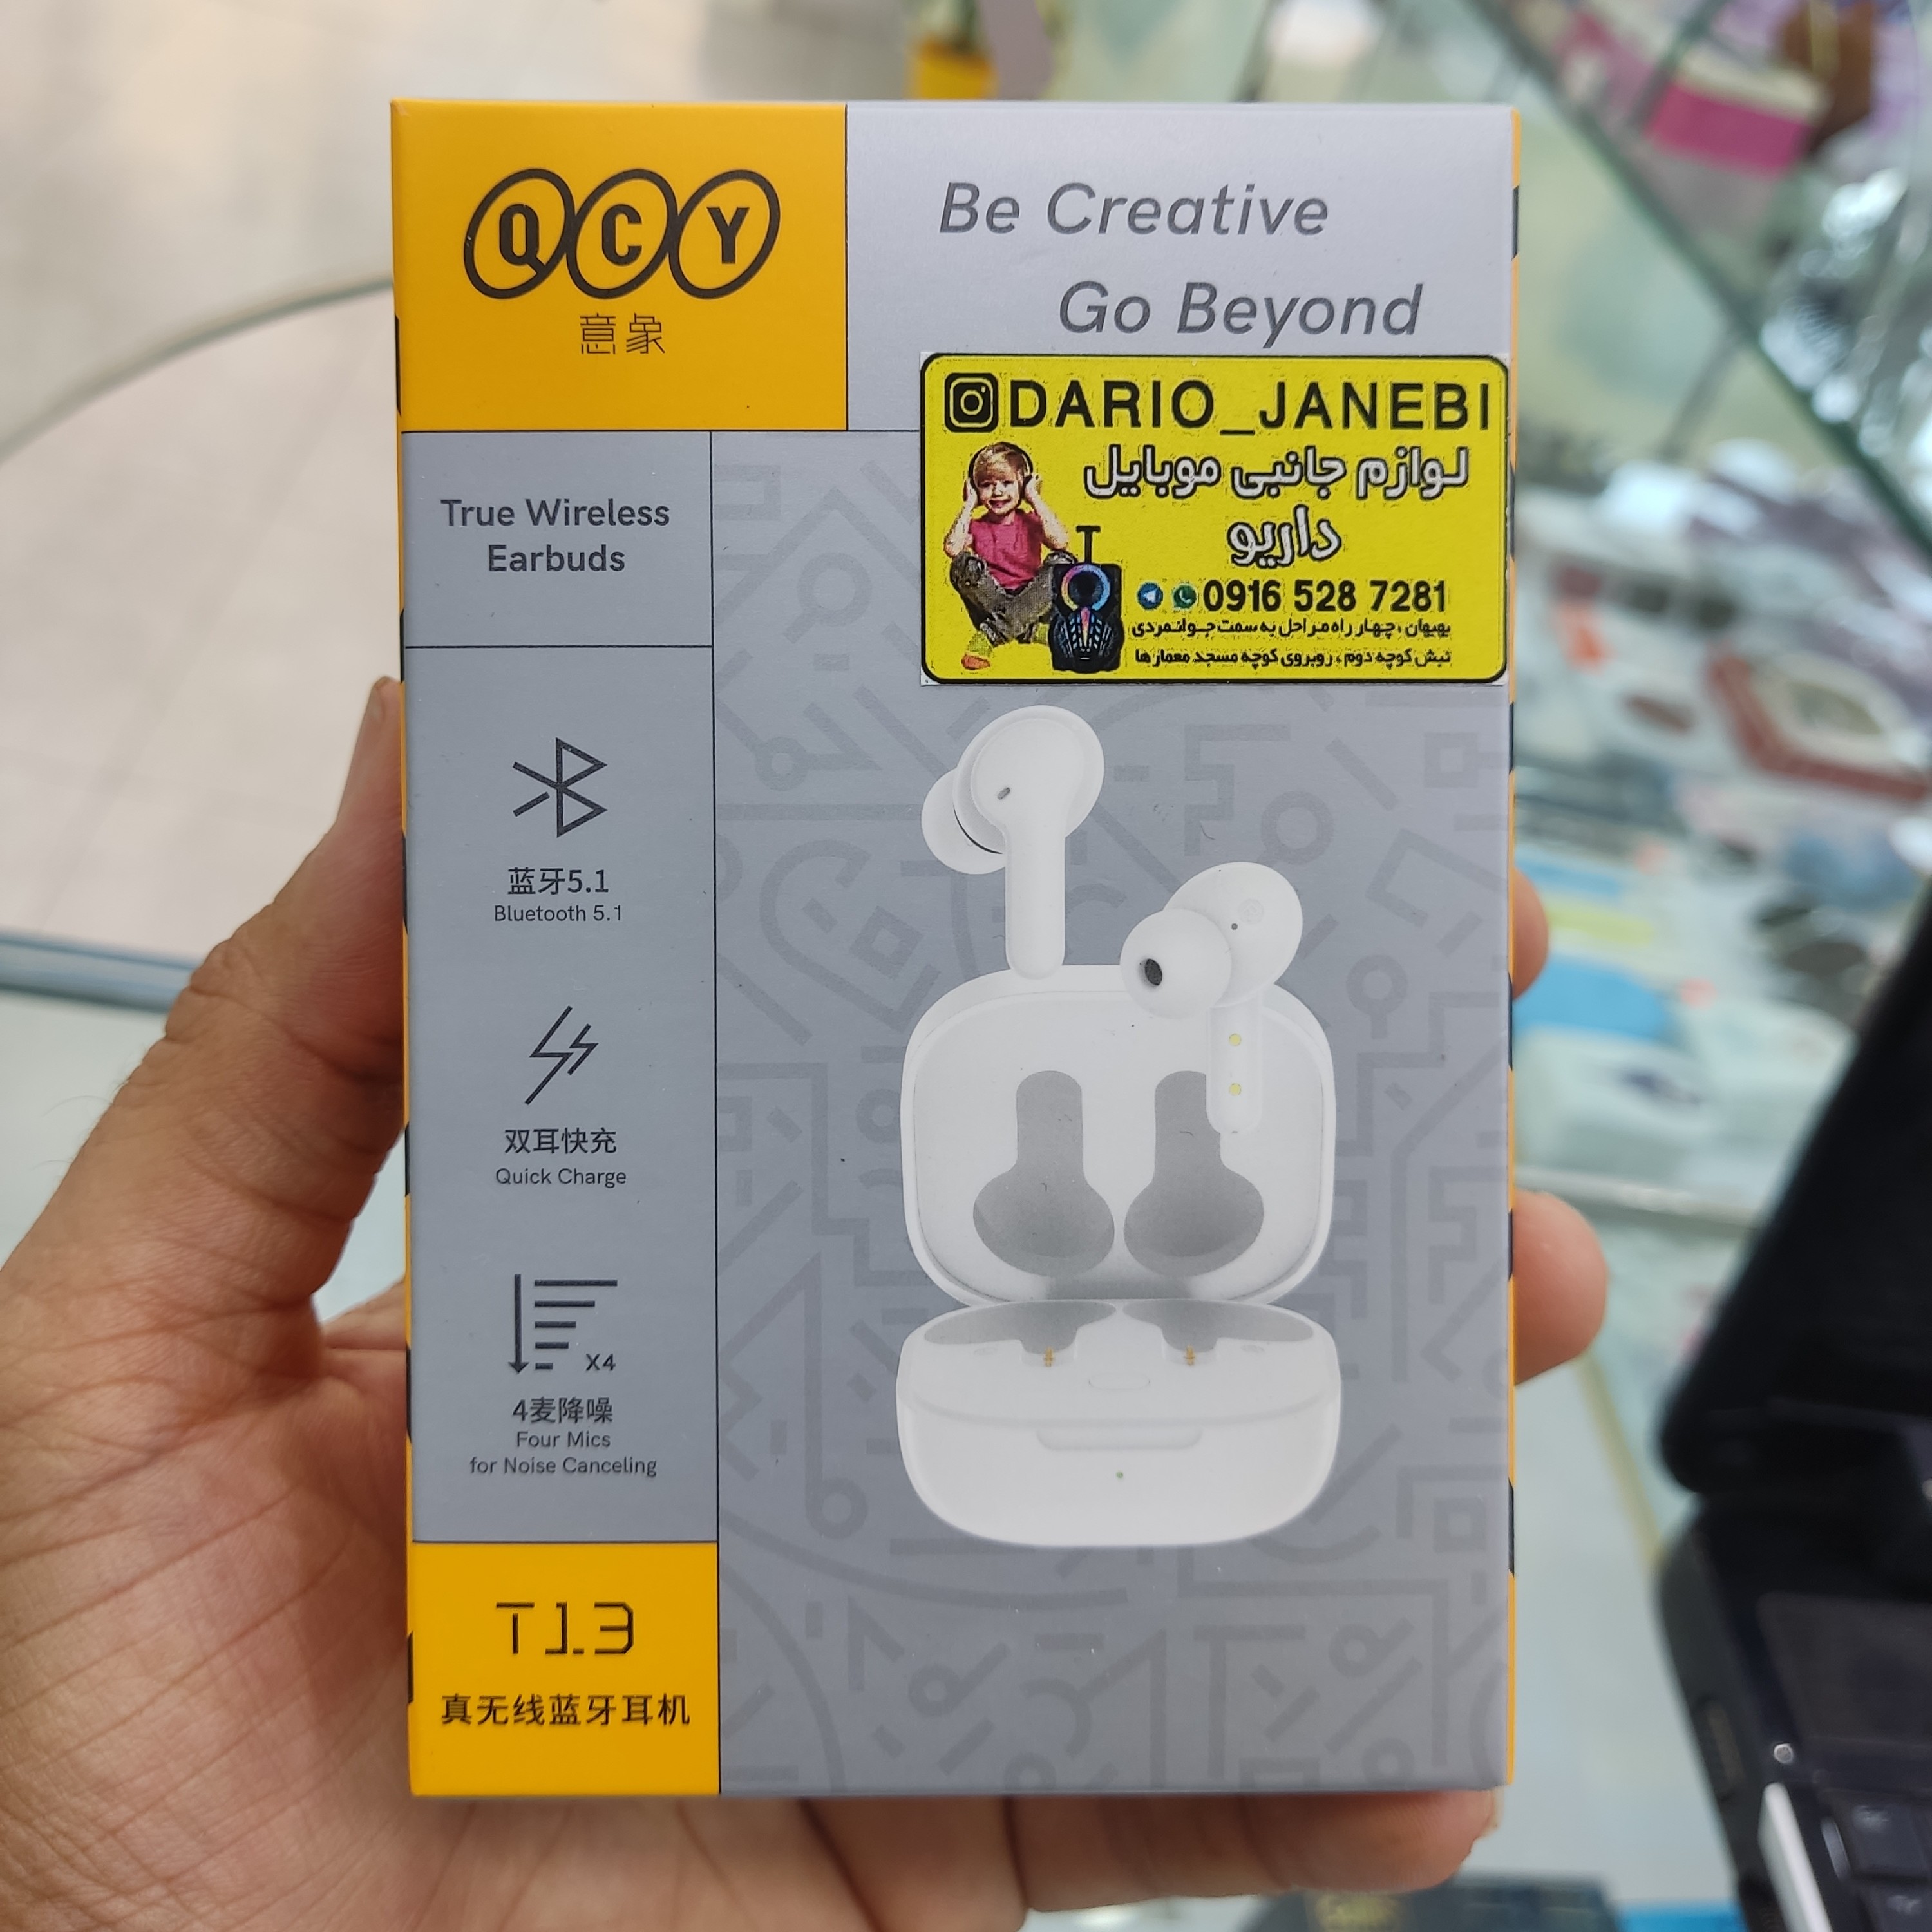 QCY
意象
Be Creative
Go Beyond
DARIO_JANEBI
لوازم جانبی موبایل
داریو
0916 528 7281
بهبهان، چهار راه مراحل به سمت جوانمردی
نبش کوچه دوم، روبروی کوچه مسجد معمارها
True Wireless
Earbuds
蓝牙5.1
Bluetooth 5.1
双耳快充
Quick Charge
X4
4麦降噪
Four Mics
for Noise Canceling
T13
真无线蓝牙耳机